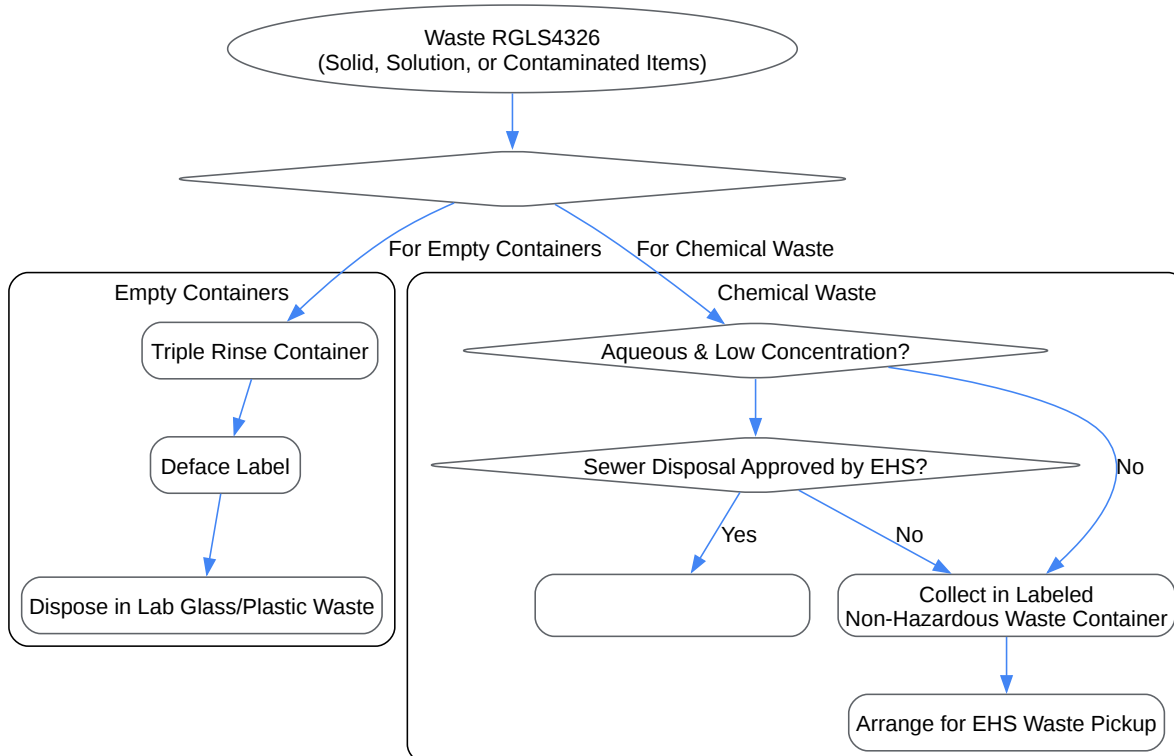 Waste RGLS4326
(Solid, Solution, or Contaminated Items)
For Empty Containers
For Chemical Waste
Empty Containers
Triple Rinse Container
Deface Label
Dispose in Lab Glass/Plastic Waste
Chemical Waste
Aqueous & Low Concentration?
Sewer Disposal Approved by EHS?
No
Yes
No
Collect in Labeled
Non-Hazardous Waste Container
Arrange for EHS Waste Pickup